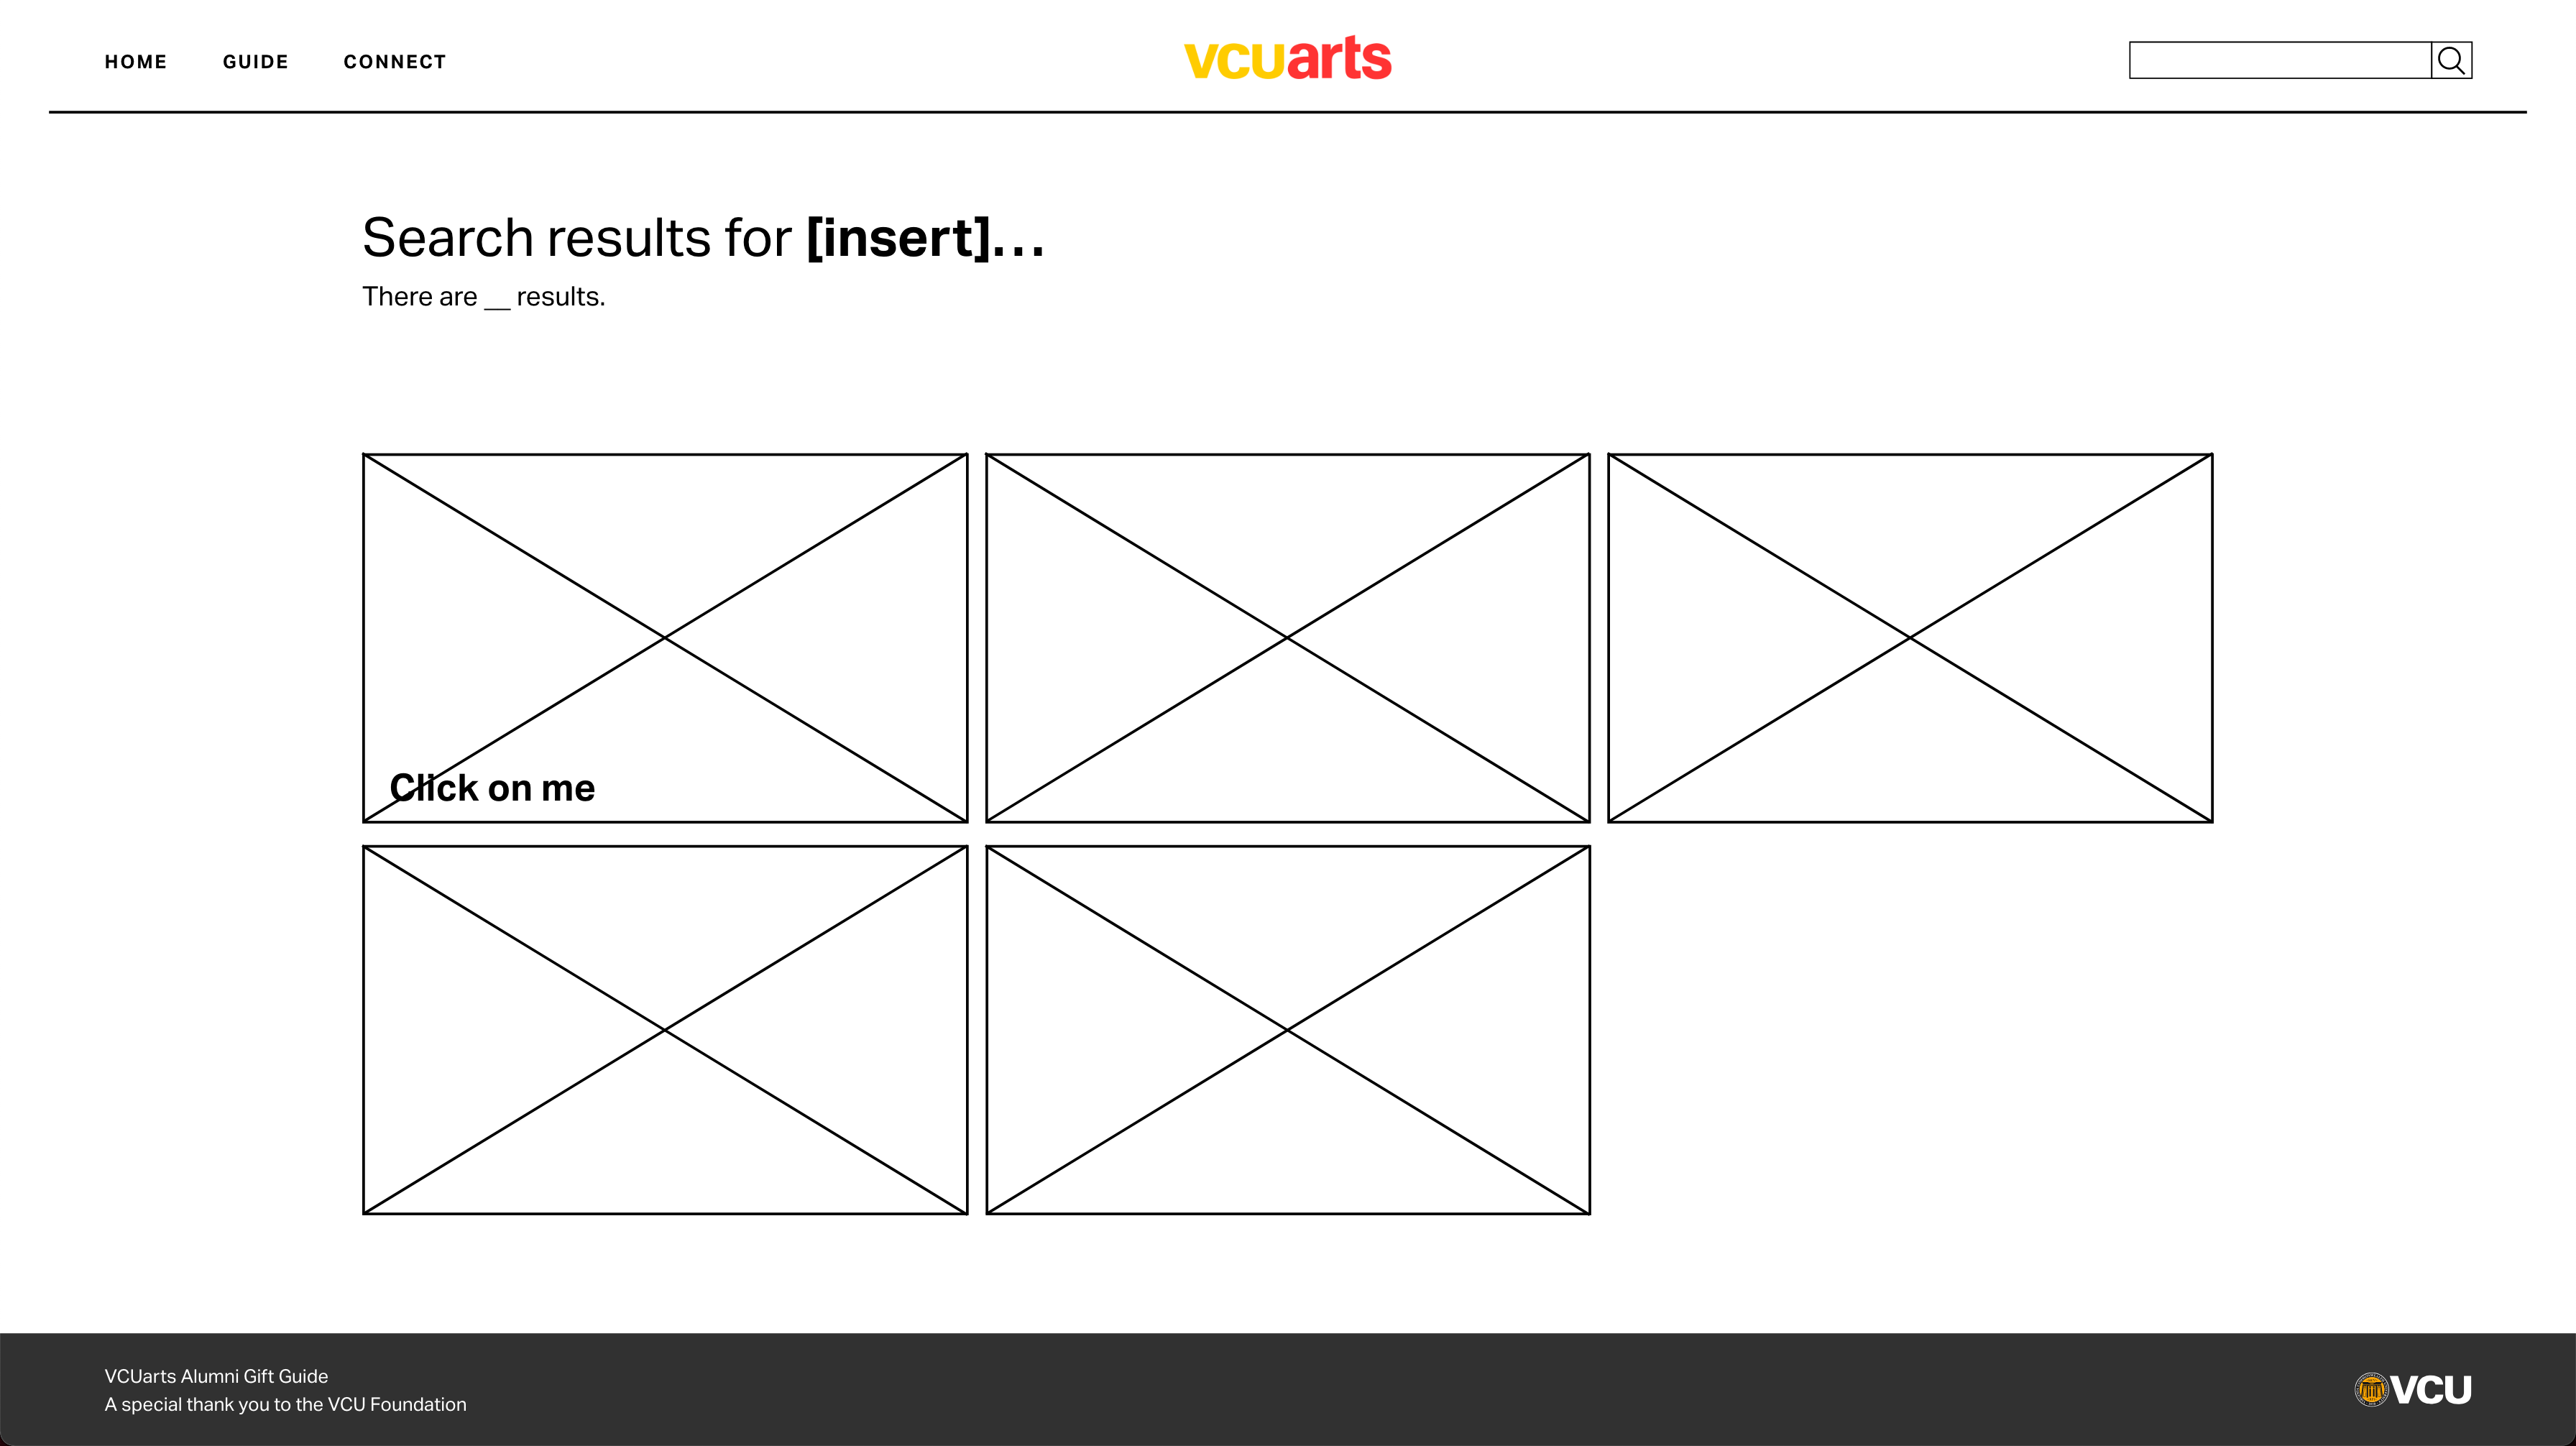 HOME GUIDE CONNECT
vcuarts
Search results for [insert]...
There are __ results.
Click on me
VCUarts Alumni Gift Guide
A special thank you to the VCU Foundation
VCU